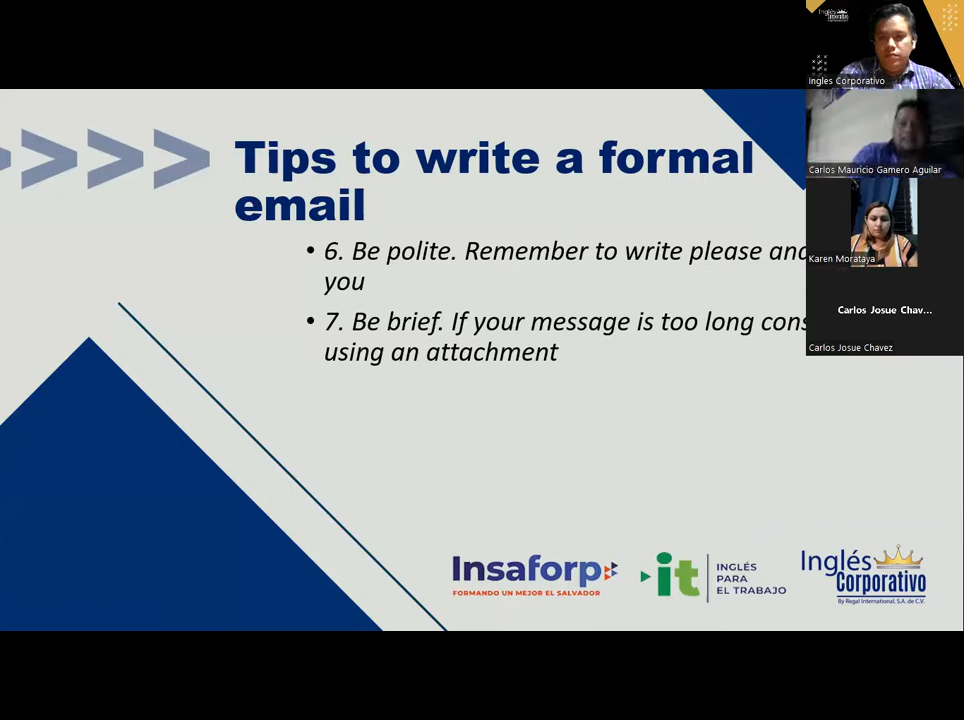 Tips to write a formal
email
• 6. Be polite. Remember to write please and
you
• 7. Be brief. If your message is too long cons
using an attachment
Insaforp
FORMANDO UN MEJOR EL SALVADOR
it
INGLÉS
PARA
EL TRABAJO
Inglés
Corporativo
By Regal International, S.A. de C.V.
Inglés
Ingles Corporativo
Carlos Mauricio Gamero Aguilar
Karen Morataya
Carlos Josue Chav...
Carlos Josue Chavez